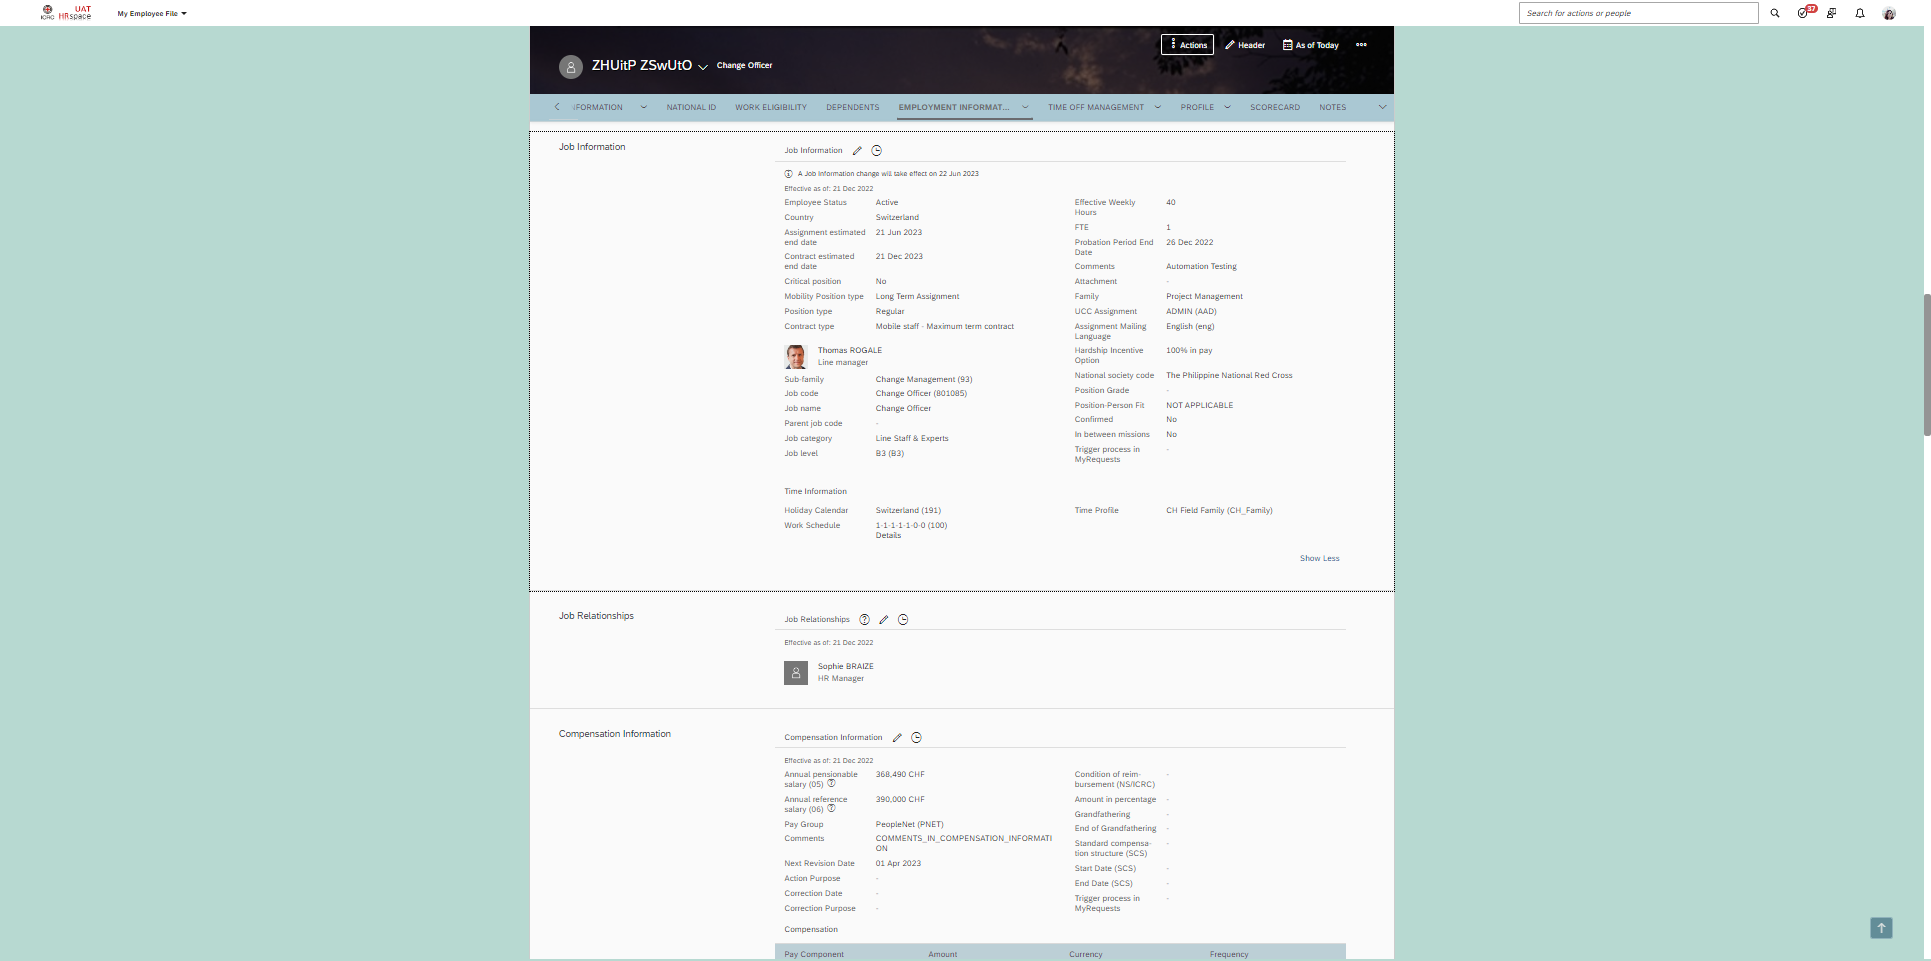 ICRC
UAT
HRspace
My Employee File
Search for actions or people
37
ZHUitP ZSwUtO
Change Officer
Actions
Header
As of Today
FORMATION
NATIONAL ID
WORK ELIGIBILITY
DEPENDENTS
EMPLOYMENT INFORMAT...
TIME OFF MANAGEMENT
PROFILE
SCORECARD
NOTES
Job Information
Job Information
A Job Information change will take effect on 22 Jun 2023
Effective as of: 21 Dec 2022
Employee Status Active
Country Switzerland
Assignment estimated 21 Jun 2023
end date
Contract estimated 21 Dec 2023
end date
Critical position No
Mobility Position type Long Term Assignment
Position type Regular
Contract type Mobile staff - Maximum term contract
Thomas ROGALE
Line manager
Sub-family Change Management (93)
Job code Change Officer (801085)
Job name Change Officer
Parent job code -
Job category Line Staff & Experts
Job level B3 (B3)
Effective Weekly 40
Hours
FTE 1
Probation Period End 26 Dec 2022
Date
Comments Automation Testing
Attachment -
Family Project Management
UCC Assignment ADMIN (AAD)
Assignment Mailing English (eng)
Language
Hardship Incentive 100% in pay
Option
National society code The Philippine National Red Cross
Position Grade -
Position-Person Fit NOT APPLICABLE
Confirmed No
In between missions No
Trigger process in -
MyRequests
Time Information
Holiday Calendar Switzerland (191)
Work Schedule 1-1-1-1-1-0-0 (100)
Details
Time Profile CH Field Family (CH_Family)
Show Less
Job Relationships
Job Relationships
Effective as of: 21 Dec 2022
Sophie BRAIZE
HR Manager
Compensation Information
Compensation Information
Effective as of: 21 Dec 2022
Annual pensionable 368,490 CHF
salary (05)
Annual reference 390,000 CHF
salary (06)
Pay Group PeopleNet (PNET)
Comments COMMENTS_IN_COMPENSATION_INFORMATI
ON
Next Revision Date 01 Apr 2023
Action Purpose -
Correction Date -
Correction Purpose -
Condition of reim- -
bursement (NS/ICRC)
Amount in percentage -
Grandfathering -
End of Grandfathering -
Standard compensa- -
tion structure (SCS)
Start Date (SCS) -
End Date (SCS) -
Trigger process in -
MyRequests
Compensation
Pay Component Amount Currency Frequency